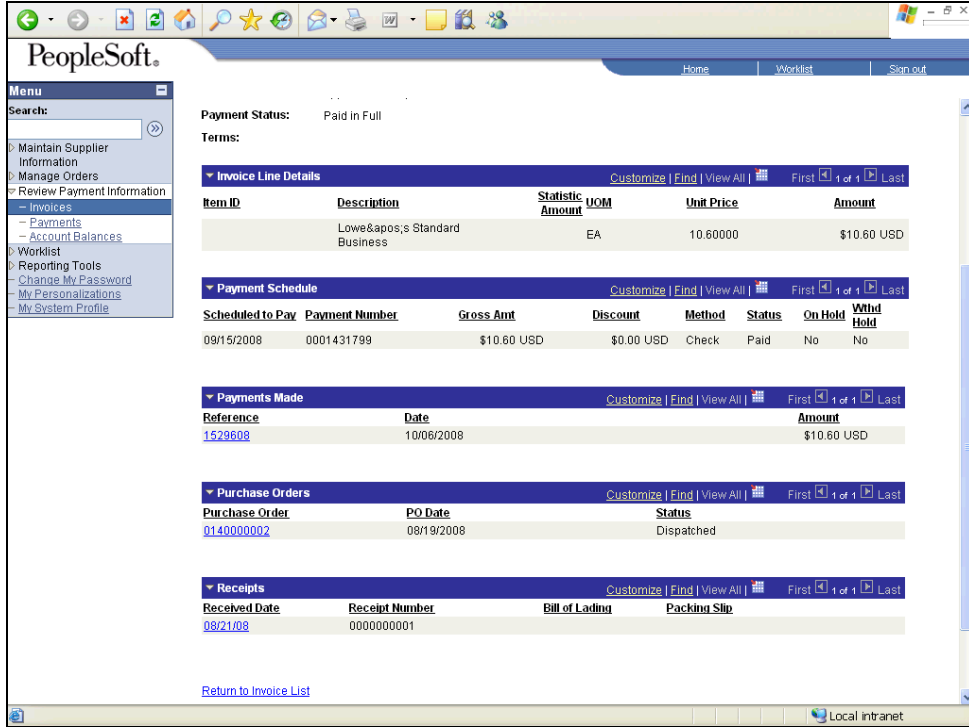 PeopleSoft.
Home | Worklist | Sign out
Menu
Search:
Maintain Supplier
Information
Manage Orders
Review Payment Information
– Invoices
– Payments
– Account Balances
Worklist
Reporting Tools
– Change My Password
– My Personalizations
– My System Profile
Payment Status: Paid in Full
Terms:
Invoice Line Details Customize | Find | View All | First 1 of 1 Last
Item ID Description Statistic Amount UOM Unit Price Amount
Lowe&apos;s Standard
Business EA 10.60000 $10.60 USD
Payment Schedule Customize | Find | View All | First 1 of 1 Last
Scheduled to Pay Payment Number Gross Amt Discount Method Status On Hold Wthd Hold
09/15/2008 0001431799 $10.60 USD $0.00 USD Check Paid No No
Payments Made Customize | Find | View All | First 1 of 1 Last
Reference Date Amount
1529608 10/06/2008 $10.60 USD
Purchase Orders Customize | Find | View All | First 1 of 1 Last
Purchase Order PO Date Status
0140000002 08/19/2008 Dispatched
Receipts Customize | Find | View All | First 1 of 1 Last
Received Date Receipt Number Bill of Lading Packing Slip
08/21/08 0000000001
Return to Invoice List
Local intranet